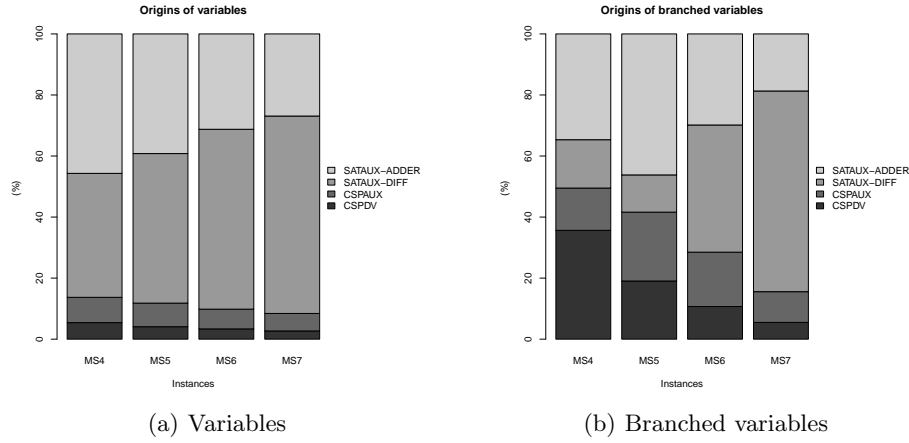 Origins of variables
(%)
100
80
60
40
20
0
MS4 MS5 MS6 MS7
Instances
SATAUX−ADDER
SATAUX−DIFF
CSPAUX
CSPDV
(a) Variables
Origins of branched variables
(%)
100
80
60
40
20
0
MS4 MS5 MS6 MS7
Instances
SATAUX−ADDER
SATAUX−DIFF
CSPAUX
CSPDV
(b) Branched variables